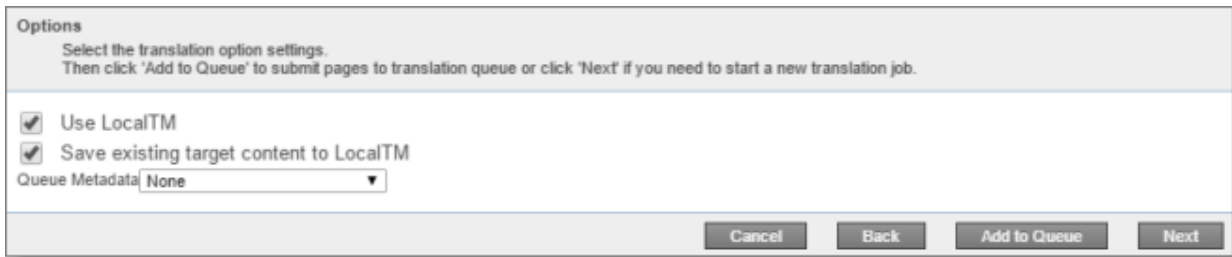 Options
Select the translation option settings.
Then click 'Add to Queue' to submit pages to translation queue or click 'Next' if you need to start a new translation job.
Use LocalTM
Save existing target content to LocalTM
Queue Metadata None
Cancel Back Add to Queue Next